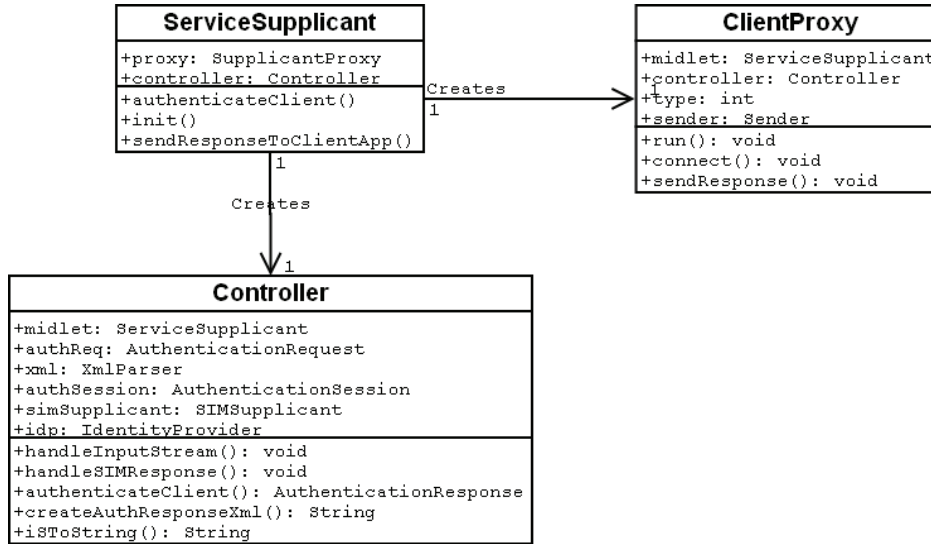 ServiceSupplicant
+proxy: SupplicantProxy
+controller: Controller
+authenticateClient()
+init()
+sendResponseToClientApp()
Creates
1
1
ClientProxy
+midlet: ServiceSupplicant
+controller: Controller
+type: int
+sender: Sender
+run(): void
+connect(): void
+sendResponse(): void
1
Creates
1
Controller
+midlet: ServiceSupplicant
+authReq: AuthenticationRequest
+xml: XmlParser
+authSession: AuthenticationSession
+simSupplicant: SIMSupplicant
+idp: IdentityProvider
+handleInputStream(): void
+handleSIMResponse(): void
+authenticateClient(): AuthenticationResponse
+createAuthResponseXml(): String
+iSToString(): String